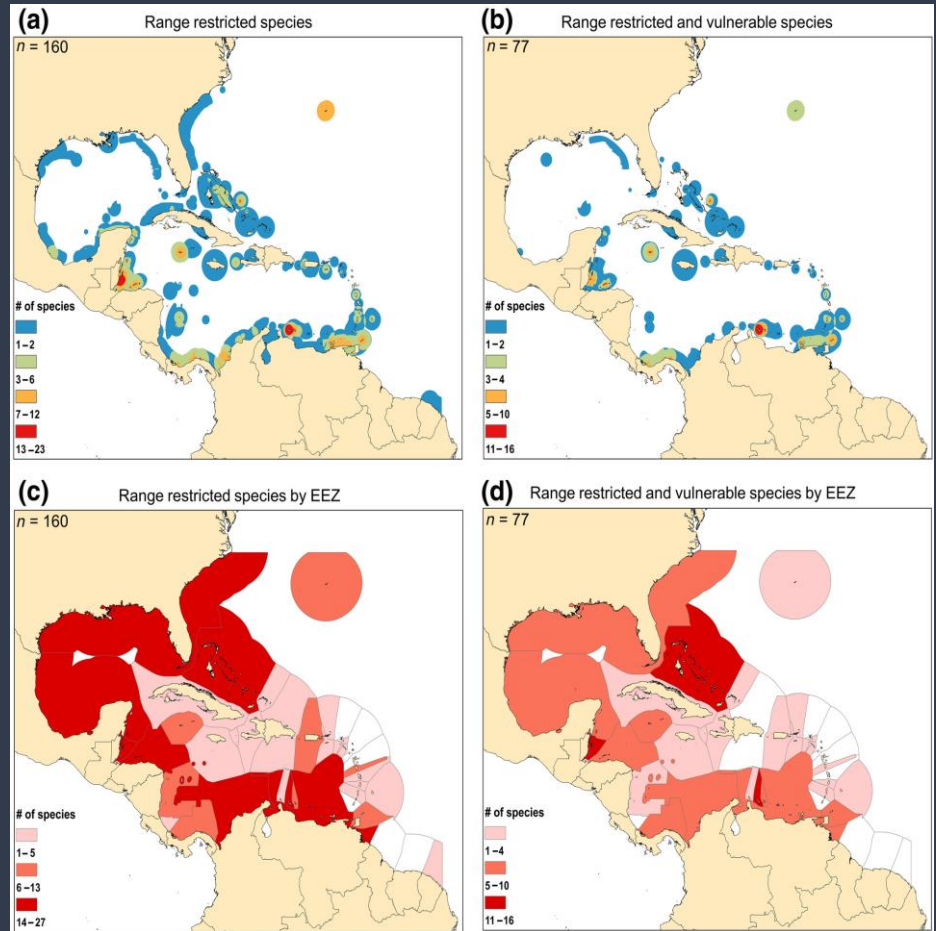 (a) Range restricted species
n = 160
# of species
1–2
3–6
7–12
13–23
(b) Range restricted and vulnerable species
n = 77
# of species
1–2
3–4
5–10
11–16
(c) Range restricted species by EEZ
n = 160
# of species
1–5
6–13
14–27
(d) Range restricted and vulnerable species by EEZ
n = 77
# of species
1–4
5–10
11–16